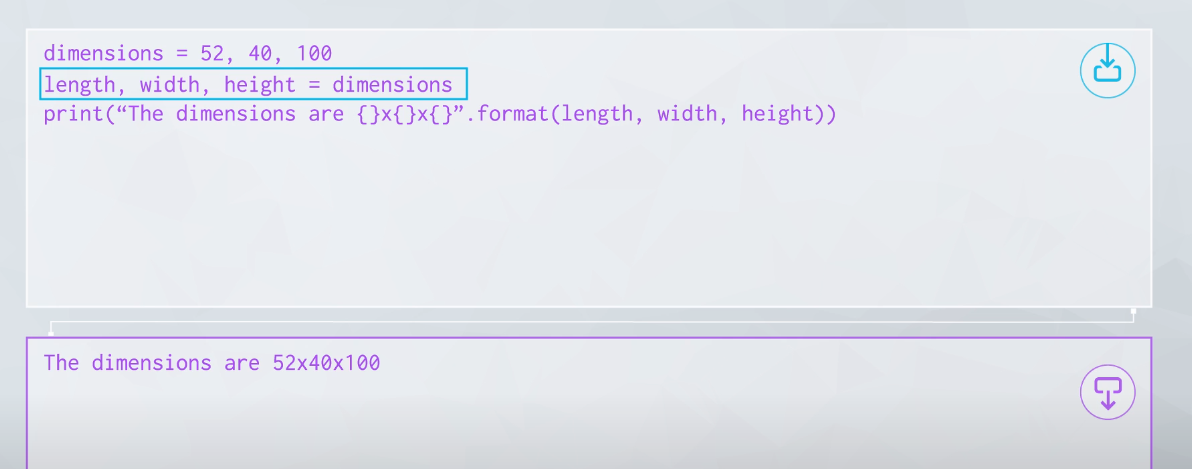 dimensions = 52, 40, 100
length, width, height = dimensions
print(“The dimensions are {}x{}x{}”.format(length, width, height))
The dimensions are 52x40x100